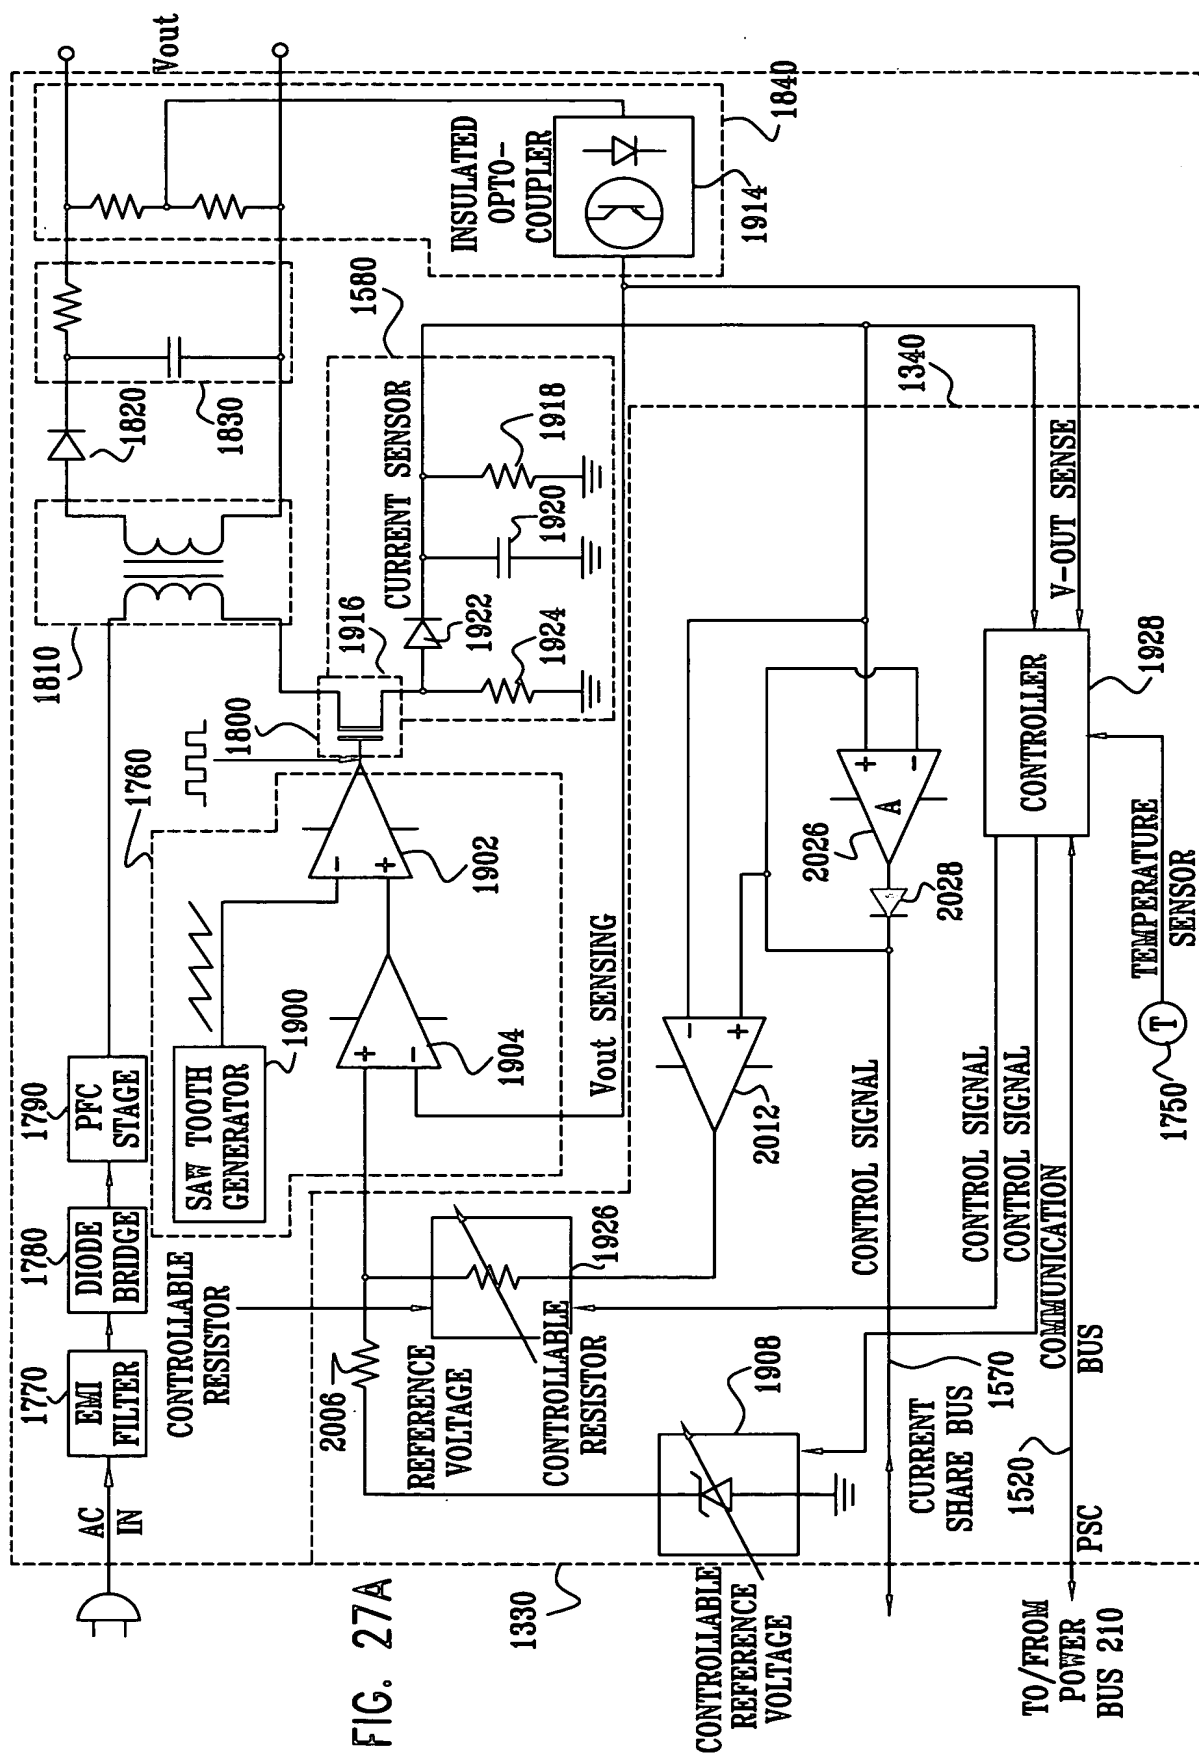 AC
IN
1770
EMI
FILTER
1780
DIODE
BRIDGE
1790
PFC
STAGE
1760
1810
1820
1830
Vout
CONTROLLABLE
RESISTOR
SAW TOOTH
GENERATOR
1900
-
+
1902
+
-
1904
1800
1916
1580
CURRENT SENSOR
1922
1924
1920
1918
INSULATED
OPTO-
COUPLER
1914
1840
FIG. 27A
2006
REFERENCE
VOLTAGE
CONTROLLABLE
RESISTOR
1926
Vout SENSING
1330
1340
CONTROLLABLE
REFERENCE
VOLTAGE
1908
-
+
2012
+
-
A
2026
2028
CONTROL SIGNAL
CURRENT
SHARE BUS
1570
CONTROL SIGNAL
CONTROL SIGNAL
COMMUNICATION
BUS
1520
PSC
TO/FROM
POWER
BUS 210
CONTROLLER
1928
V-OUT SENSE
TEMPERATURE
SENSOR
T
1750